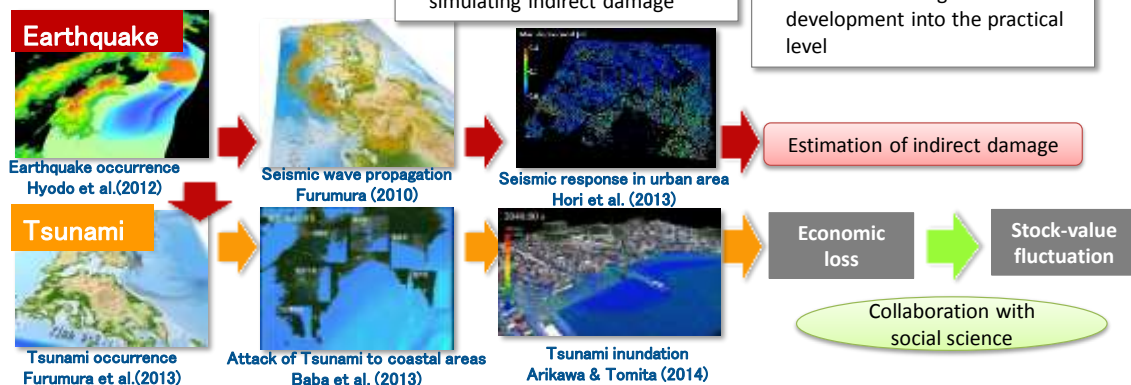 simulating indirect damage
development into the practical
level
Earthquake
Earthquake occurrence
Hyodo et al.(2012)
Seismic wave propagation
Furumura (2010)
Seismic response in urban area
Hori et al. (2013)
Estimation of indirect damage
Tsunami
Tsunami occurrence
Furumura et al.(2013)
Attack of Tsunami to coastal areas
Baba et al. (2013)
Tsunami inundation
Arikawa & Tomita (2014)
Economic
loss
Stock-value
fluctuation
Collaboration with
social science